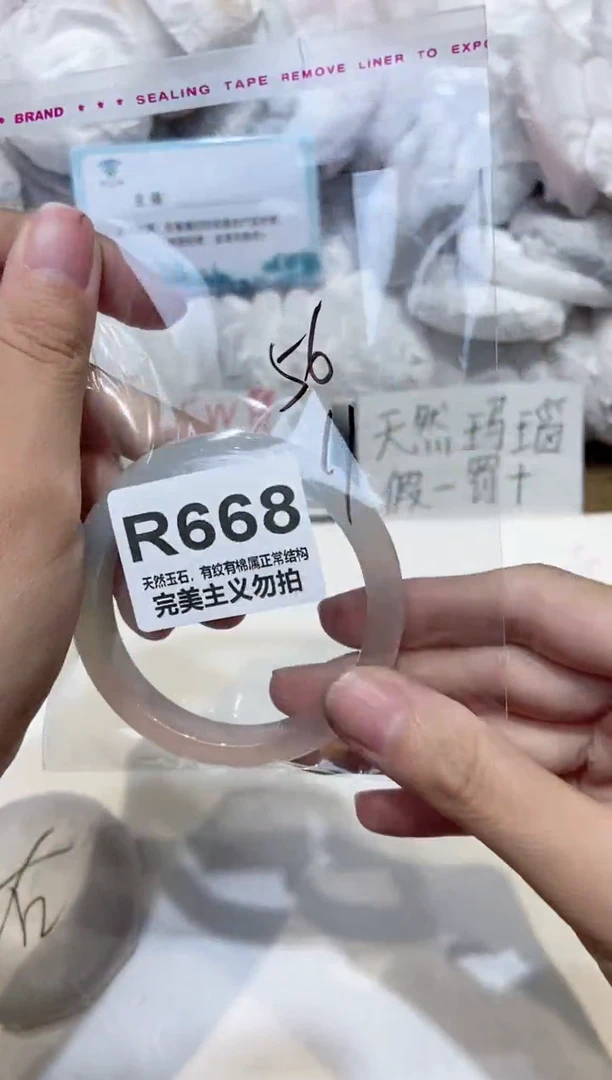 BRAND * * * SEALING TAPE REMOVE LINER TO EXPO
56
天然玛瑙
假一罚十
R668
天然玉石，有纹有棉属正常结构
完美主义勿拍
右